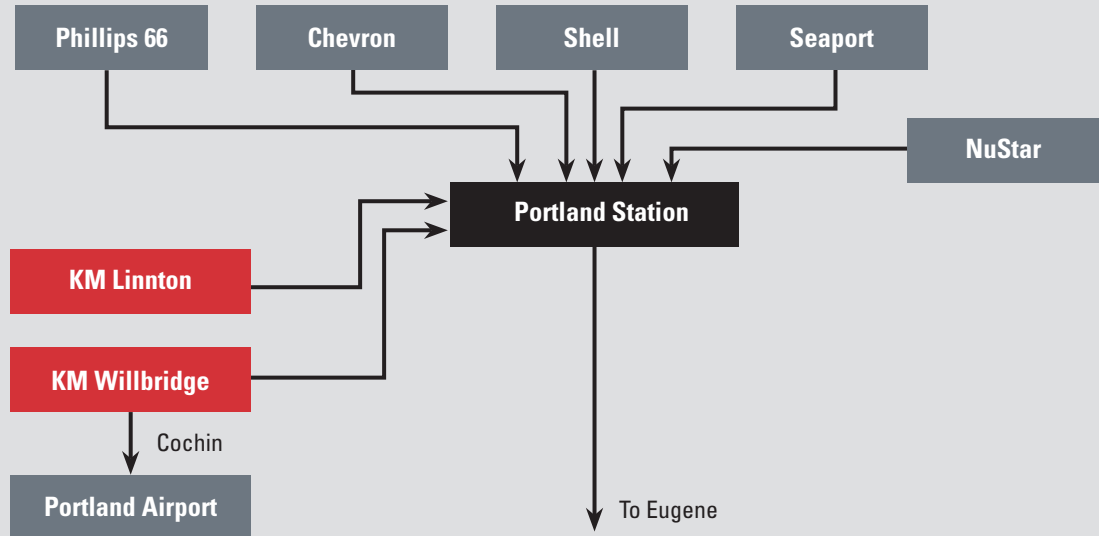 Phillips 66
Chevron
Shell
Seaport
NuStar
Portland Station
KM Linnton
KM Willbridge
Cochin
Portland Airport
To Eugene